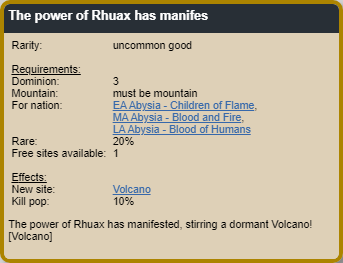 The power of Rhuax has manifes
Rarity: uncommon good
Requirements:
Dominion: 3
Mountain: must be mountain
For nation: EA Abysia - Children of Flame,
MA Abysia - Blood and Fire,
LA Abysia - Blood of Humans
Rare: 20%
Free sites available: 1
Effects:
New site: Volcano
Kill pop: 10%
The power of Rhuax has manifested, stirring a dormant Volcano!
[Volcano]